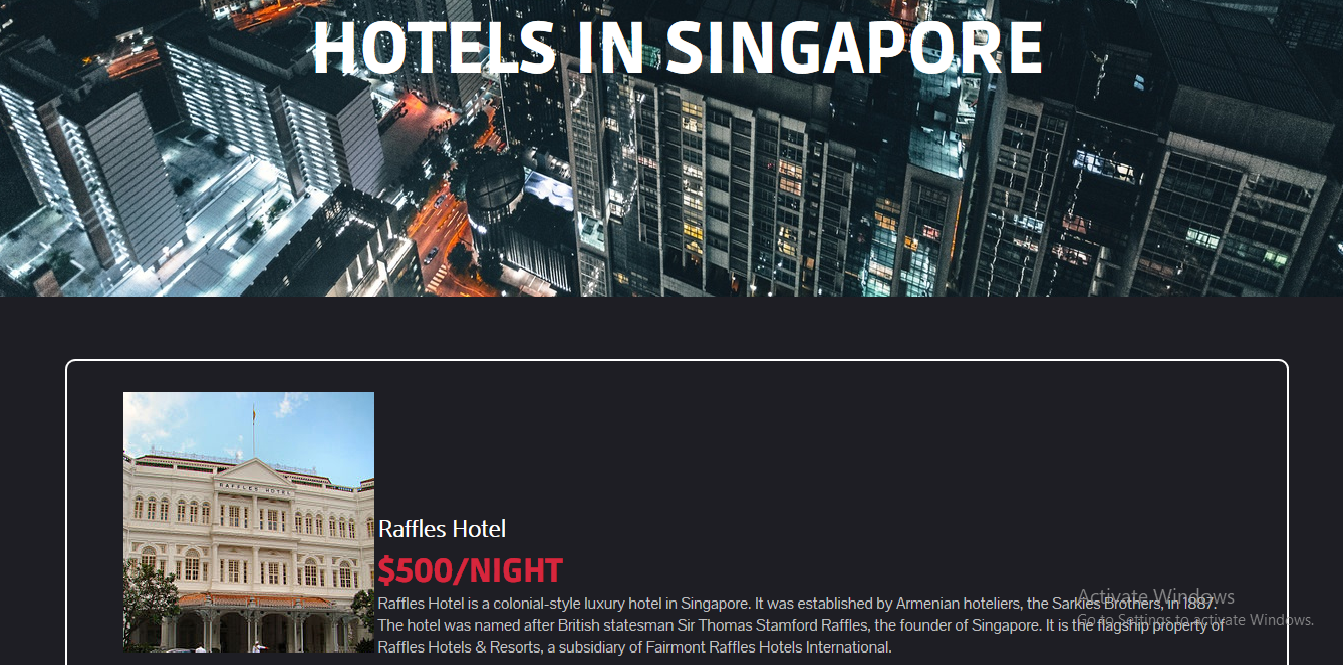 HOTELS IN SINGAPORE
RAFFLES HOTEL
Raffles Hotel
$500/NIGHT
Raffles Hotel is a colonial-style luxury hotel in Singapore. It was established by Armenian hoteliers, the Sarkies Brothers, in 1887.
The hotel was named after British statesman Sir Thomas Stamford Raffles, the founder of Singapore. It is the flagship property of
Raffles Hotels & Resorts, a subsidiary of Fairmont Raffles Hotels International.
Activate Windows
Go to Settings to activate Windows.